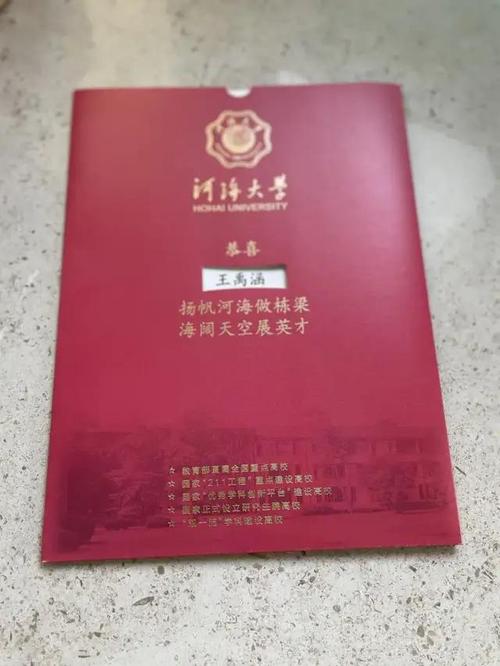 河海大学
HOHAI UNIVERSITY
恭喜
王禹涵
扬帆河海做栋梁
海阔天空展英才
☆ 教育部直属全国重点高校
☆ 国家“211工程”重点建设高校
☆ 国家“优势学科创新平台”建设高校
☆ 国家正式设立研究生院高校
☆ “双一流”学科建设高校